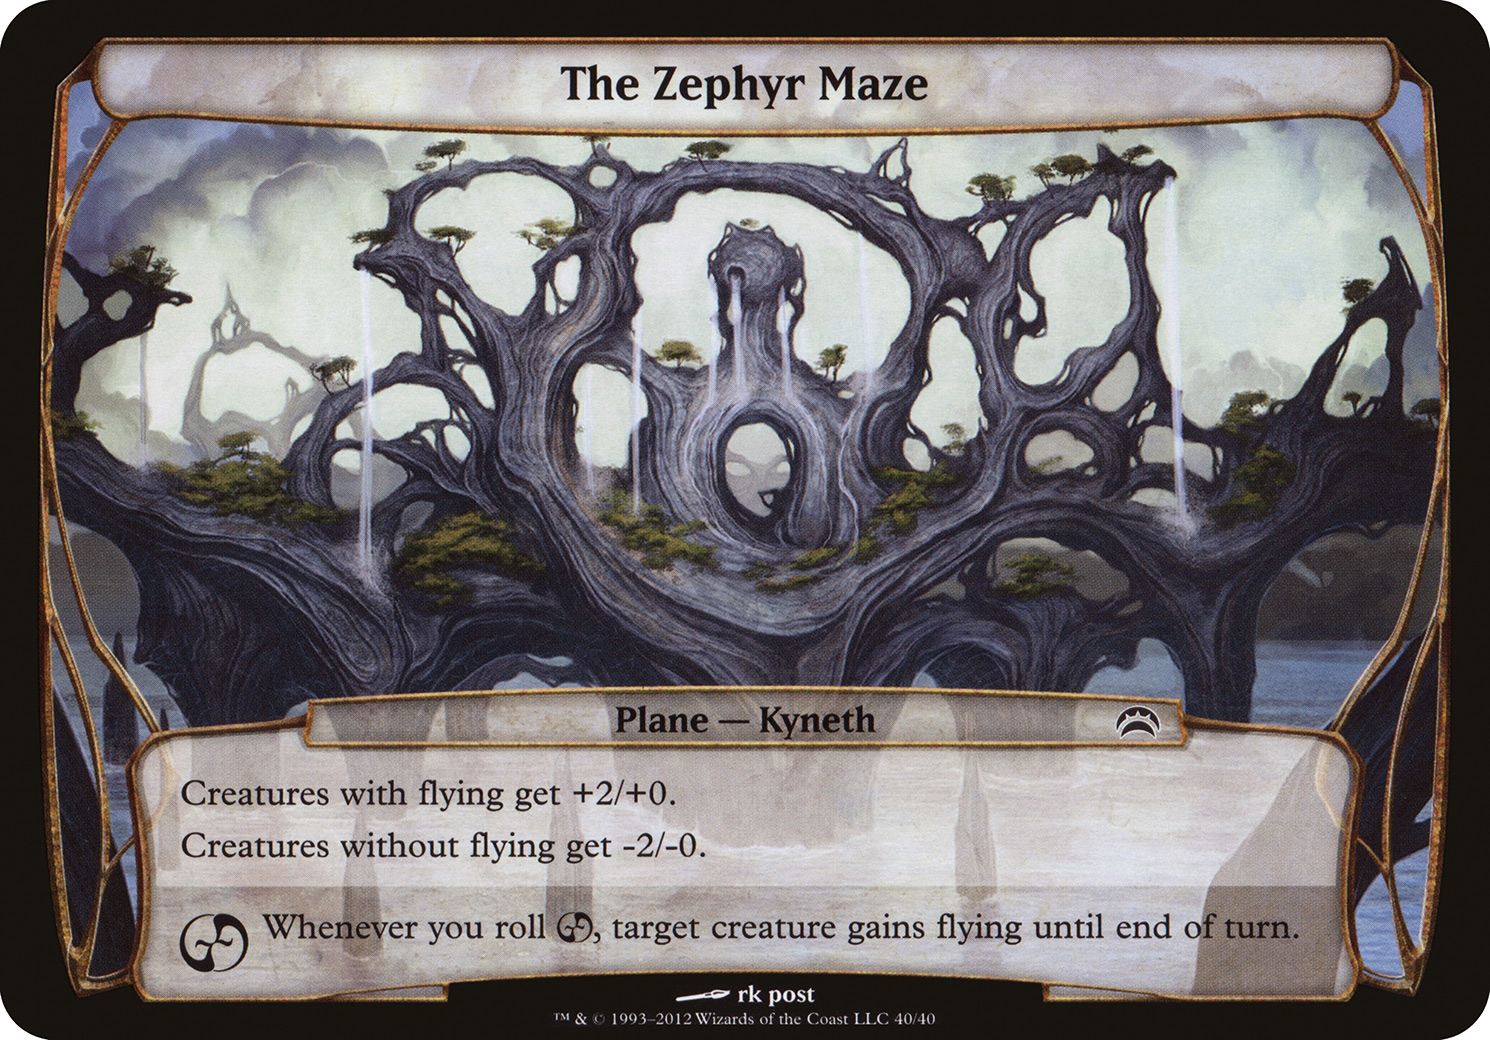 The Zephyr Maze
Plane — Kyneth
Creatures with flying get +2/+0.
Creatures without flying get -2/-0.
Whenever you roll , target creature gains flying until end of turn.
rk post
™ & © 1993–2012 Wizards of the Coast LLC 40/40